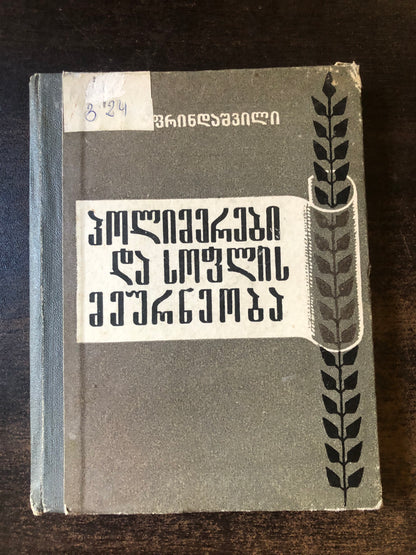 3 24
ფრინდაშვილი
პოლიმერები
და სოფლის
მეურნეობა